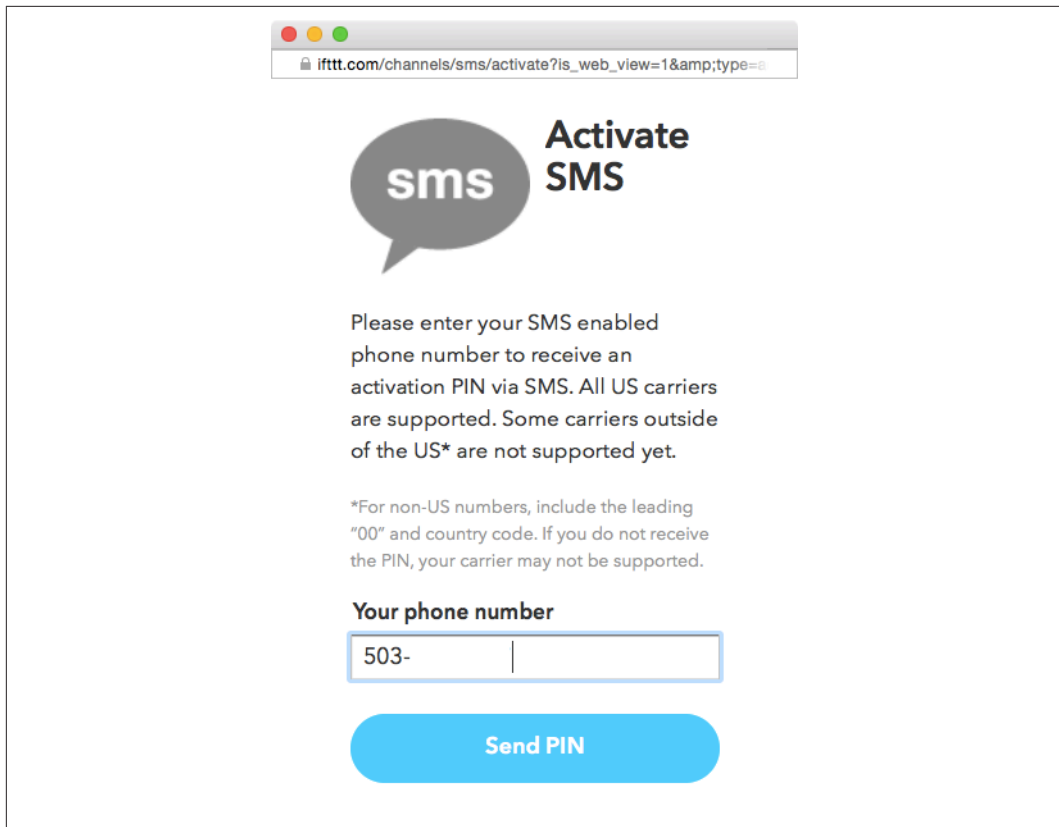 ifttt.com/channels/sms/activate?is_web_view=1&amp;type=a
sms
Activate
SMS
Please enter your SMS enabled
phone number to receive an
activation PIN via SMS. All US carriers
are supported. Some carriers outside
of the US* are not supported yet.
*For non-US numbers, include the leading
"00" and country code. If you do not receive
the PIN, your carrier may not be supported.
Your phone number
503-
Send PIN